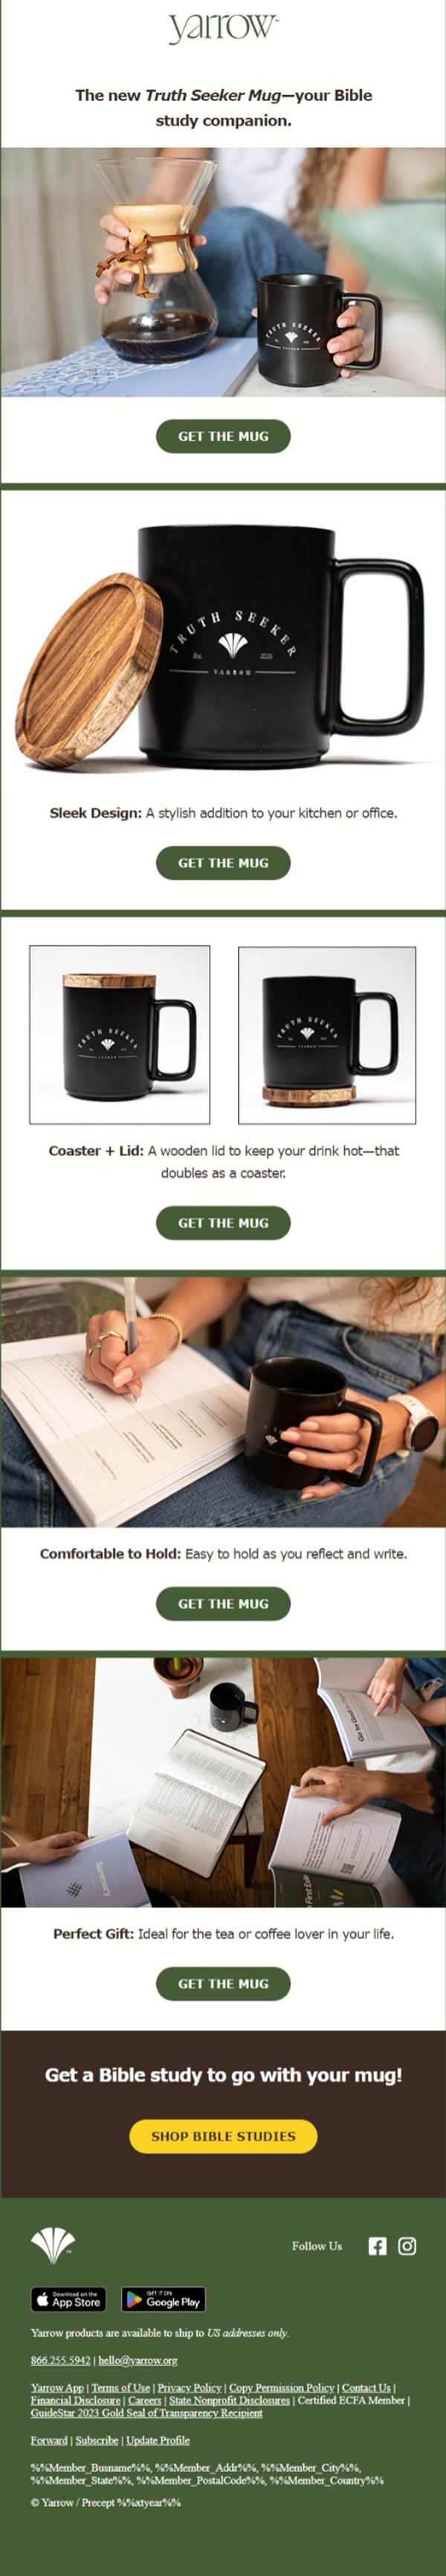 yarrow™
The new Truth Seeker Mug—your Bible
study companion.
TRUTH SEEKER
YARROW
GET THE MUG
TRUTH SEEKER
Est.
YARROW
Sleek Design: A stylish addition to your kitchen or office.
GET THE MUG
TRUTH SEEKER
YARROW
TRUTH SEEKER
YARROW
Coaster + Lid: A wooden lid to keep your drink hot—that
doubles as a coaster.
GET THE MUG
Comfortable to Hold: Easy to hold as you reflect and write.
GET THE MUG
Summary
Perfect Gift: Ideal for the tea or coffee lover in your life.
GET THE MUG
Get a Bible study to go with your mug!
SHOP BIBLE STUDIES
Follow Us
Download on the
App Store
GET IT ON
Google Play
Yarrow products are available to ship to US addresses only.
866.255.5942 | hello@yarrow.org
Yarrow App | Terms of Use | Privacy Policy | Copy Permission Policy | Contact Us |
Financial Disclosure | Careers | State Nonprofit Disclosures | Certified ECFA Member |
GuideStar 2023 Gold Seal of Transparency Recipient
Forward | Subscribe | Update Profile
%%Member_Busname%%, %%Member_Addr%%, %%Member_City%%,
%%Member_State%%, %%Member_PostalCode%%, %%Member_Country%%
© Yarrow / Precept %%xtyear%%